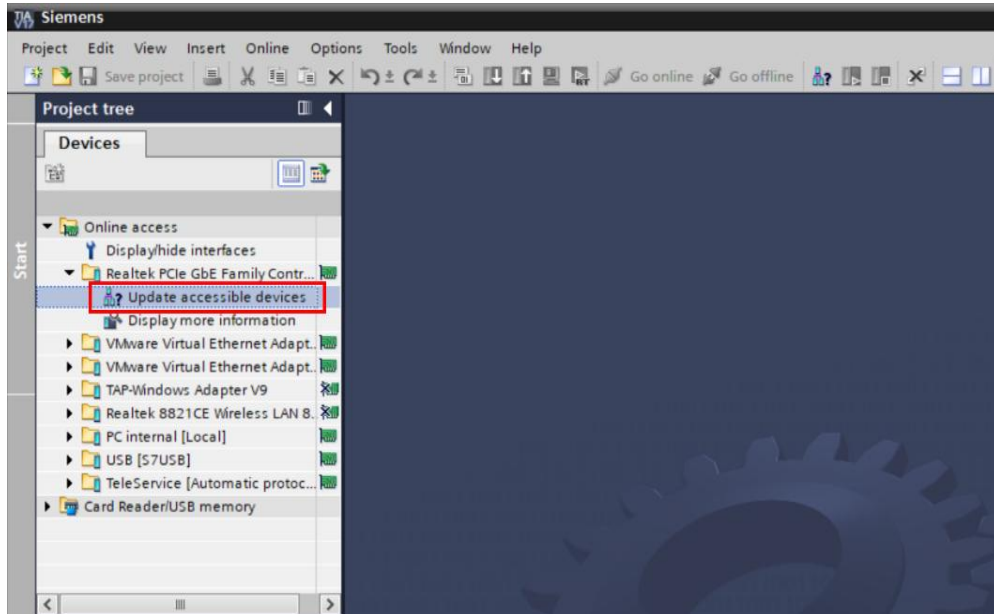 Siemens
Project Edit View Insert Online Options Tools Window Help
Save project Go online Go offline
Project tree
Devices
Start
Online access
Display/hide interfaces
Realtek PCIe GbE Family Contr...
Update accessible devices
Display more information
VMware Virtual Ethernet Adapt..
VMware Virtual Ethernet Adapt..
TAP-Windows Adapter V9
Realtek 8821CE Wireless LAN 8.
PC internal [Local]
USB [S7USB]
TeleService [Automatic protoc...
Card Reader/USB memory